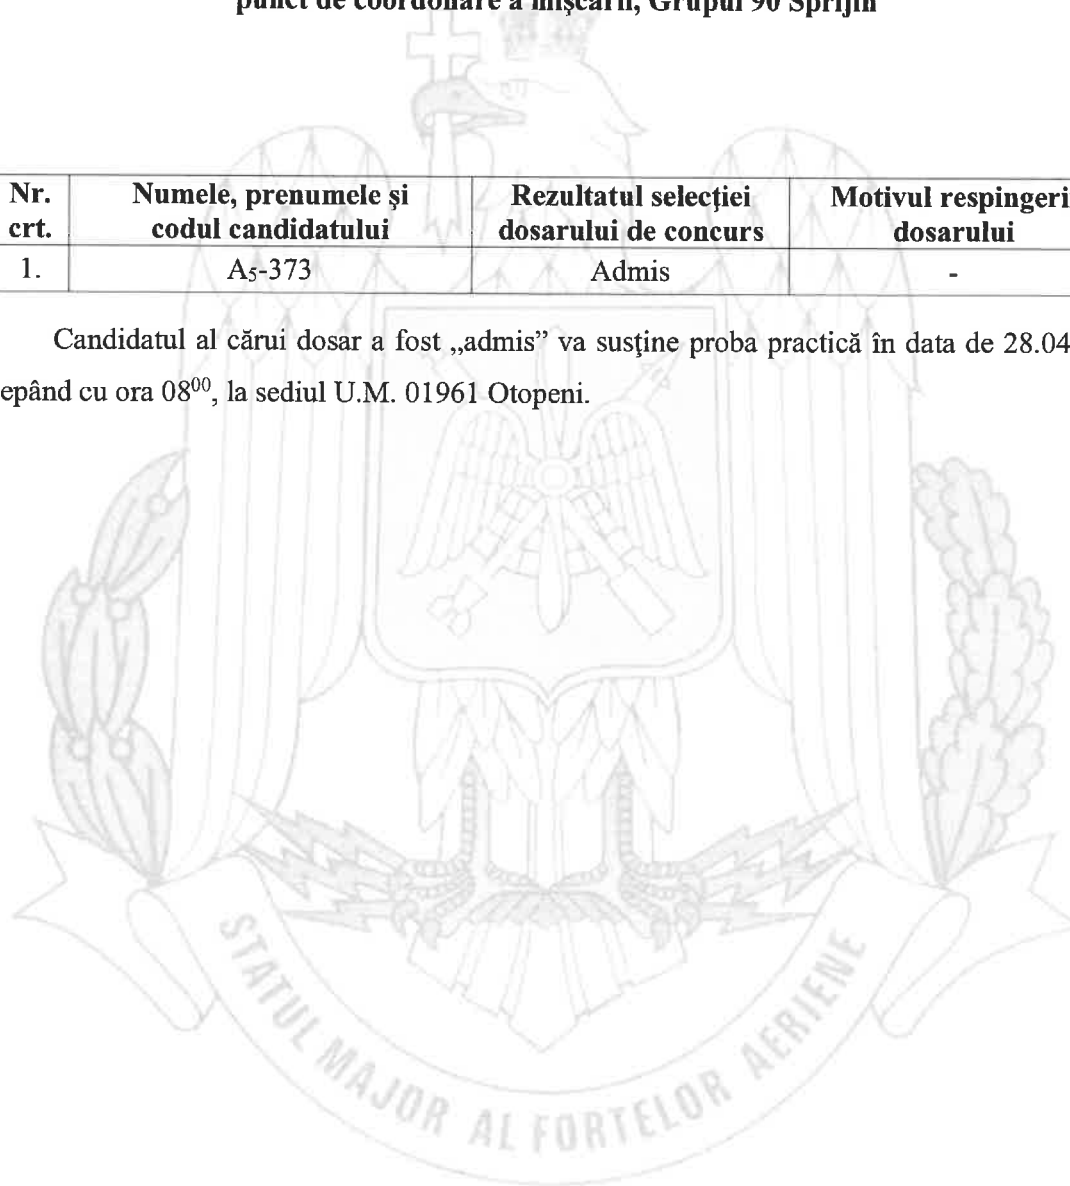 punct de coordonare a mişcării, Grupul 90 Sprijin
Nr. crt.
Numele, prenumele şi codul candidatului
Rezultatul selecţiei dosarului de concurs
Motivul respingeri dosarului
1.
A5-373
Admis
-
Candidatul al cărui dosar a fost „admis” va susţine proba practică în data de 28.04
epând cu ora 08⁰⁰, la sediul U.M. 01961 Otopeni.
STATUL MAJOR AL FORTELOR AERIENE